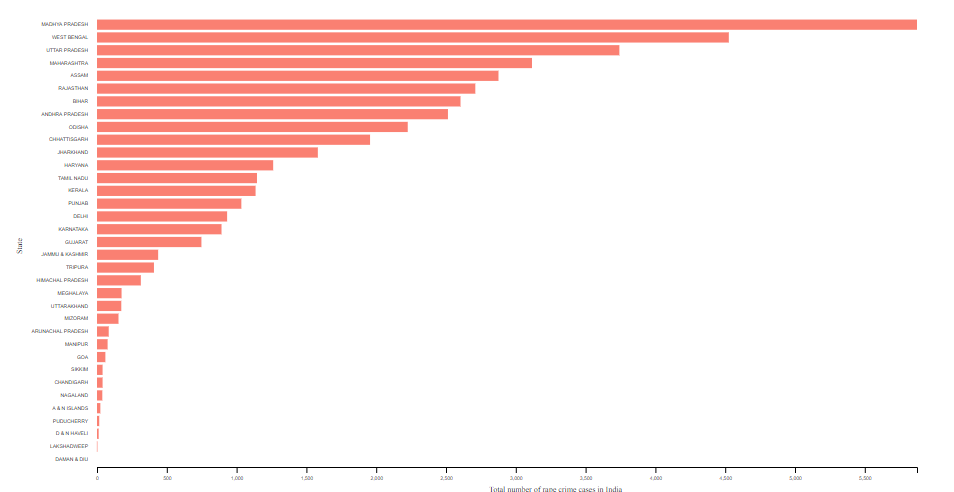 MADHYA PRADESH
WEST BENGAL
UTTAR PRADESH
MAHARASHTRA
ASSAM
RAJASTHAN
BIHAR
ANDHRA PRADESH
ODISHA
CHHATTISGARH
JHARKHAND
HARYANA
TAMIL NADU
KERALA
PUNJAB
DELHI
KARNATAKA
GUJARAT
State
JAMMU & KASHMIR
TRIPURA
HIMACHAL PRADESH
MEGHALAYA
UTTARAKHAND
MIZORAM
ARUNACHAL PRADESH
MANIPUR
GOA
SIKKIM
CHANDIGARH
NAGALAND
A & N ISLANDS
PUDUCHERRY
D & N HAVELI
LAKSHADWEEP
DAMAN & DIU
0 500 1,000 1,500 2,000 2,500 3,000 3,500 4,000 4,500 5,000 5,500
Total number of rape crime cases in India